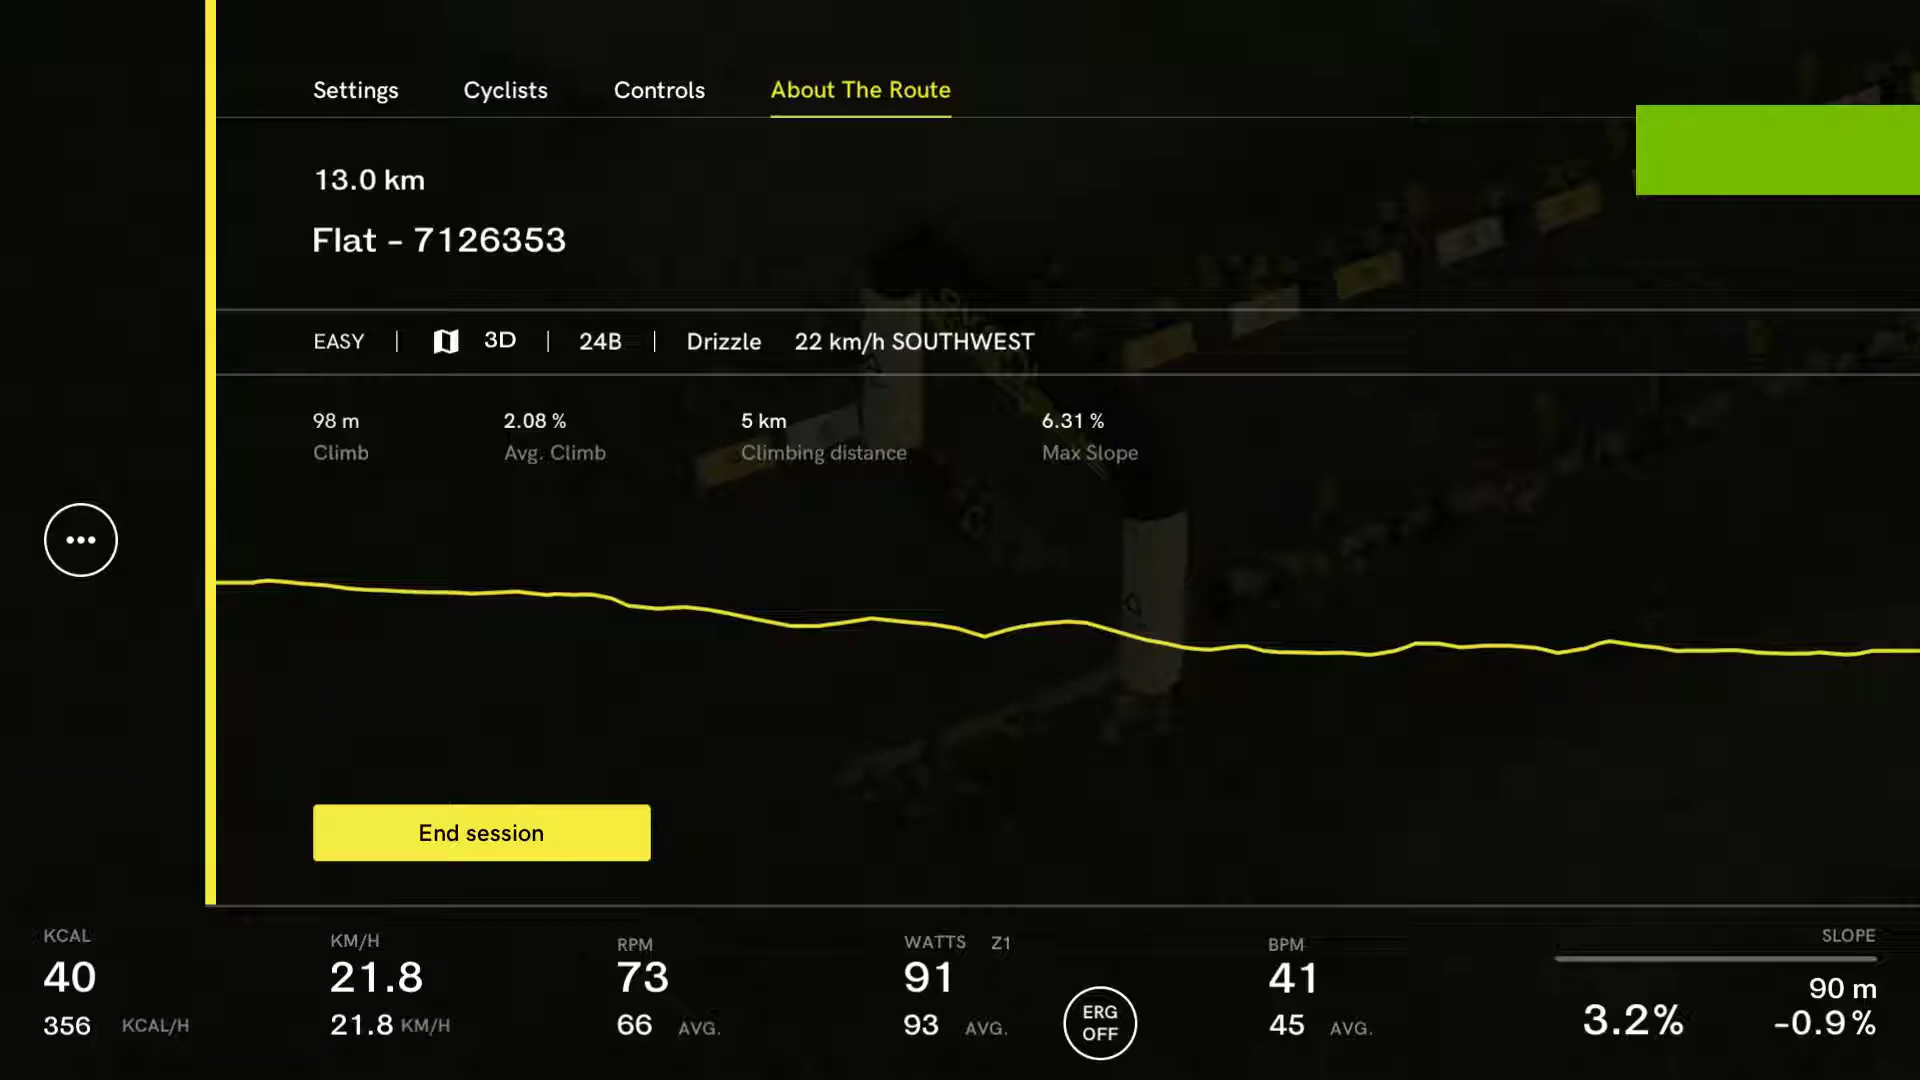 Settings Cyclists Controls About The Route
13.0 km
Flat – 7126353
EASY | 3D | 24B | Drizzle 22 km/h SOUTHWEST
98 m 2.08 % 5 km 6.31 %
Climb Avg. Climb Climbing distance Max Slope
End session
KCAL KM/H RPM WATTS Z1 BPM SLOPE
40 21.8 73 91 41 90 m
356 KCAL/H 21.8 KM/H 66 AVG. 93 AVG. ERG OFF 45 AVG. 3.2% -0.9%